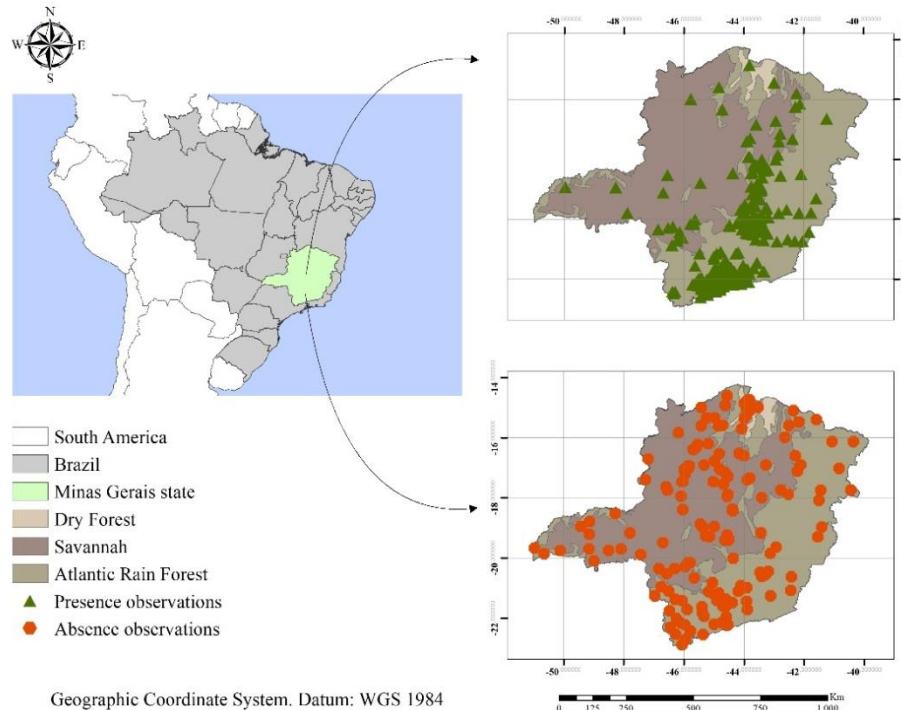 N
W E
S
South America
Brazil
Minas Gerais state
Dry Forest
Savannah
Atlantic Rain Forest
Presence observations
Absence observations
Geographic Coordinate System. Datum: WGS 1984
-50 -48 -46 -44 -42 -40
-14
-16
-18
-20
-22
-50 -48 -46 -44 -42 -40
Km
0 125 250 500 750 1.000